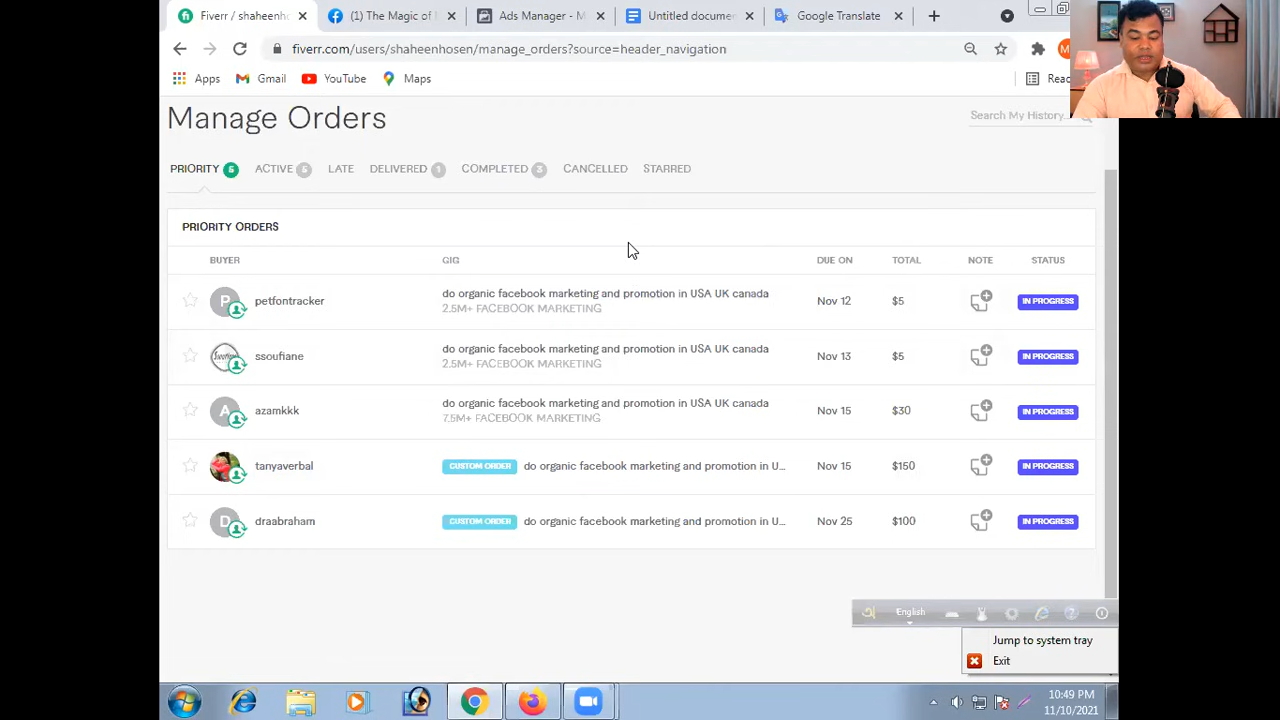 Fiverr / shaheenho
(1) The Magic of
Ads Manager - M
Untitled documen
Google Translate
fiverr.com/users/shaheenhosen/manage_orders?source=header_navigation
Apps
Gmail
YouTube
Maps
Manage Orders
Search My History...
PRIORITY 5
ACTIVE 5
LATE
DELIVERED 1
COMPLETED 3
CANCELLED
STARRED
PRIORITY ORDERS
BUYER GIG DUE ON TOTAL NOTE STATUS
petfontracker do organic facebook marketing and promotion in USA UK canada Nov 12 $5 IN PROGRESS
2.5M+ FACEBOOK MARKETING
ssoufiane do organic facebook marketing and promotion in USA UK canada Nov 13 $5 IN PROGRESS
2.5M+ FACEBOOK MARKETING
azamkkk do organic facebook marketing and promotion in USA UK canada Nov 15 $30 IN PROGRESS
7.5M+ FACEBOOK MARKETING
tanyaverbal CUSTOM ORDER do organic facebook marketing and promotion in U... Nov 15 $150 IN PROGRESS
draabraham CUSTOM ORDER do organic facebook marketing and promotion in U... Nov 25 $100 IN PROGRESS
English
Jump to system tray
Exit
10:49 PM
11/10/2021